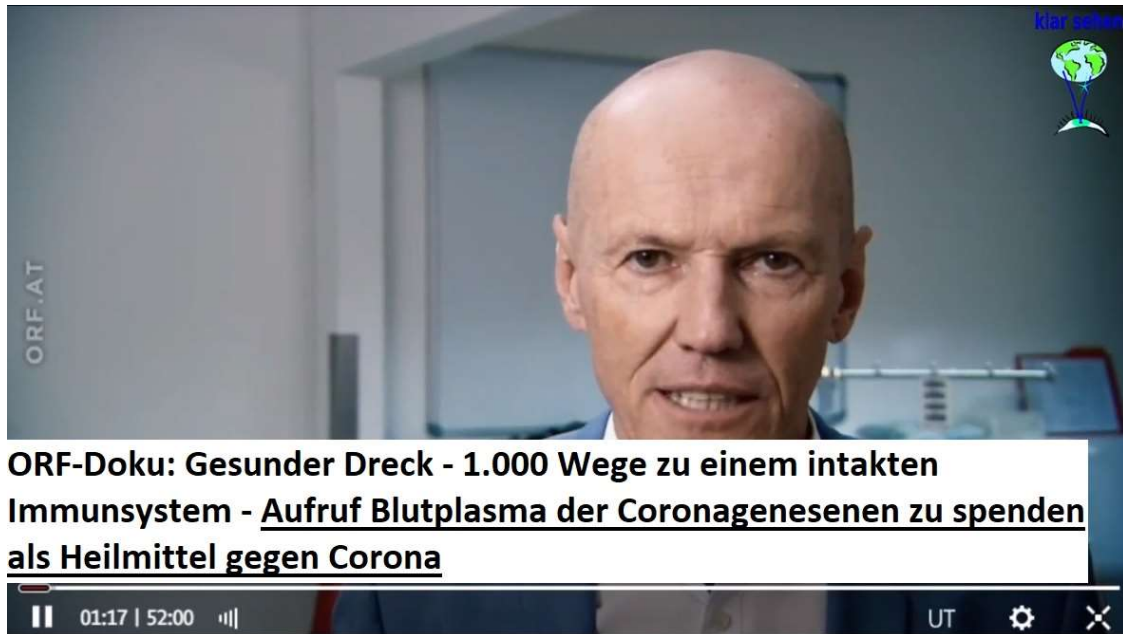 klar sehen
ORF.AT
ORF-Doku: Gesunder Dreck - 1.000 Wege zu einem intakten
Immunsystem - Aufruf Blutplasma der Coronagenesenen zu spenden
als Heilmittel gegen Corona
01:17 | 52:00
UT